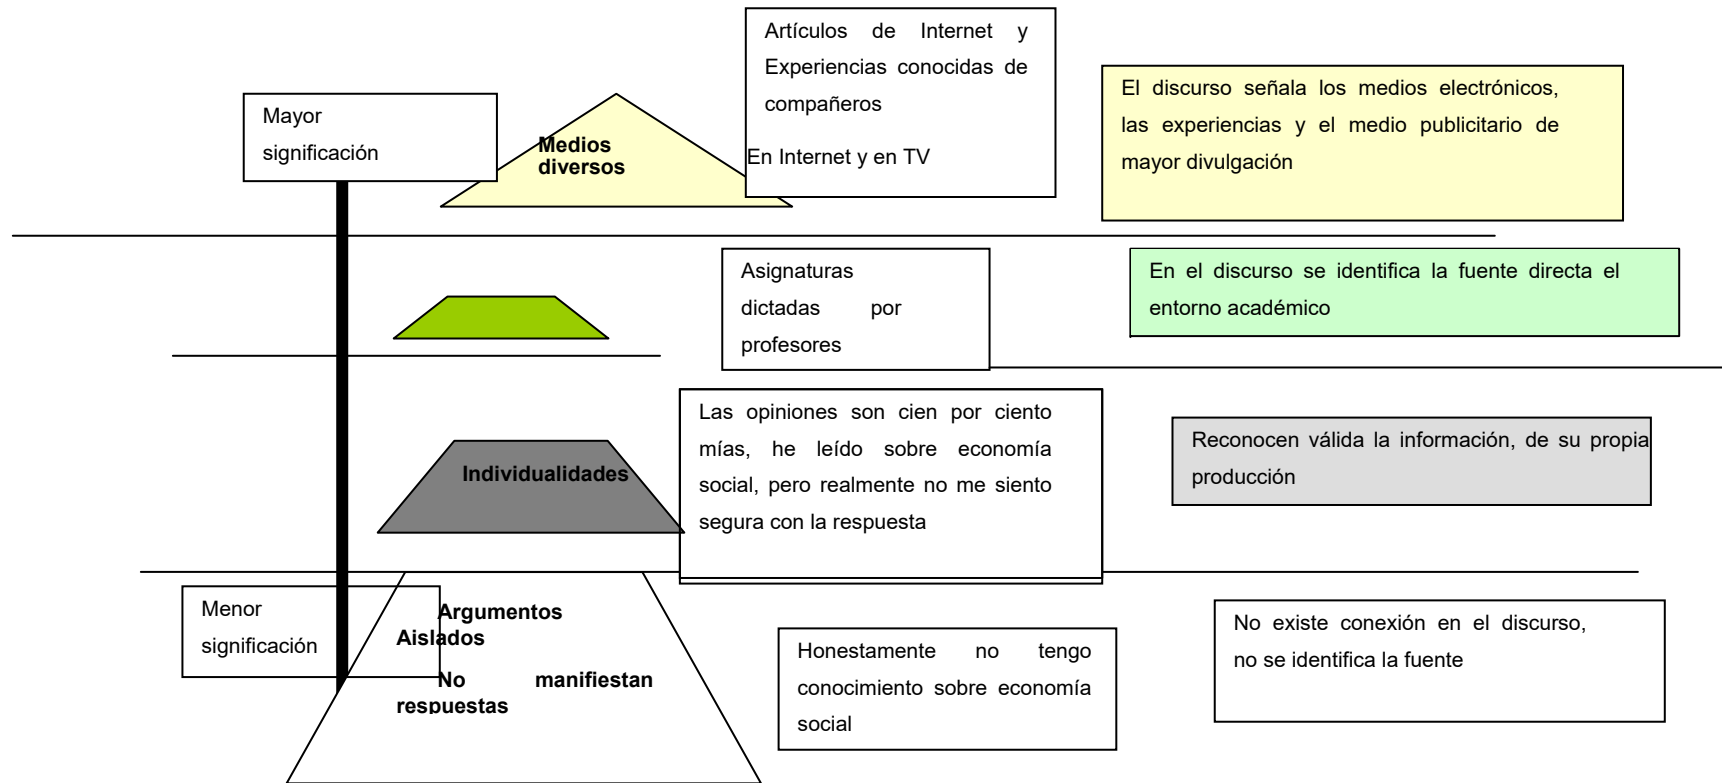 Mayor
significación
Medios
diversos
Artículos de Internet y
Experiencias conocidas de
compañeros
En Internet y en TV
El discurso señala los medios electrónicos,
las experiencias y el medio publicitario de
mayor divulgación
Asignaturas
dictadas por
profesores
En el discurso se identifica la fuente directa el
entorno académico
Individualidades
Las opiniones son cien por ciento
mías, he leído sobre economía
social, pero realmente no me siento
segura con la respuesta
Reconocen válida la información, de su propia
producción
Menor
significación
Argumentos
Aislados
No manifiestan
respuestas
Honestamente no tengo
conocimiento sobre economía
social
No existe conexión en el discurso,
no se identifica la fuente